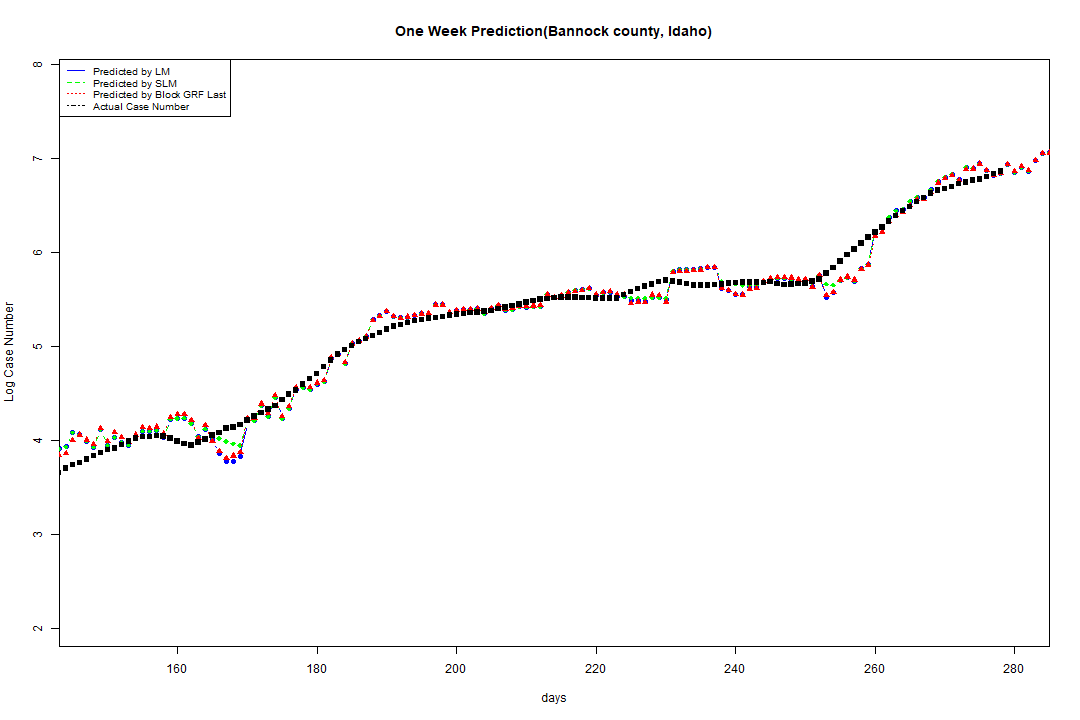 One Week Prediction(Bannock county, Idaho)
Predicted by LM
Predicted by SLM
Predicted by Block GRF Last
Actual Case Number
8
7
6
5
4
3
2
Log Case Number
160 180 200 220 240 260 280
days